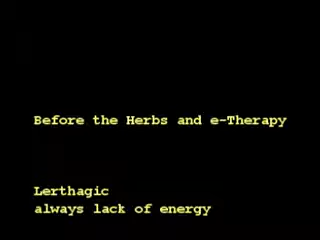 Before the Herbs and e-Therapy
Lerthagic
always lack of energy